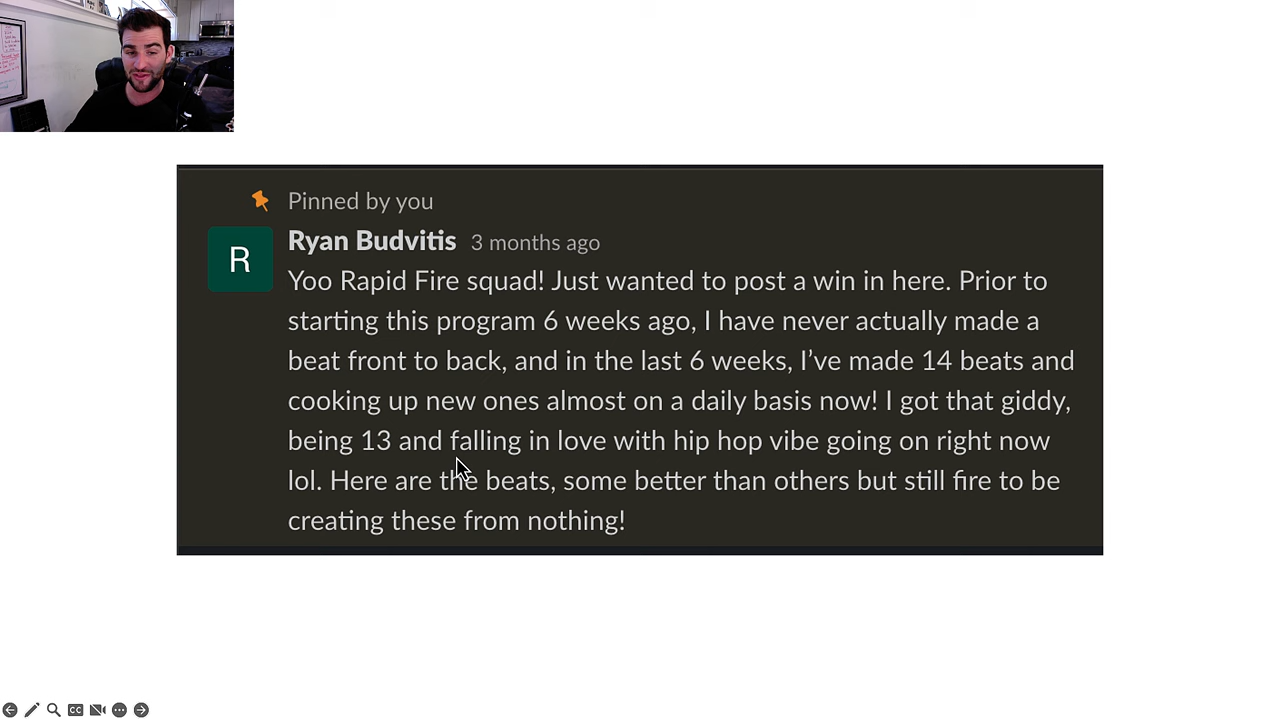 Pinned by you
R
Ryan Budvitis 3 months ago
Yoo Rapid Fire squad! Just wanted to post a win in here. Prior to
starting this program 6 weeks ago, I have never actually made a
beat front to back, and in the last 6 weeks, I’ve made 14 beats and
cooking up new ones almost on a daily basis now! I got that giddy,
being 13 and falling in love with hip hop vibe going on right now
lol. Here are the beats, some better than others but still fire to be
creating these from nothing!
CC